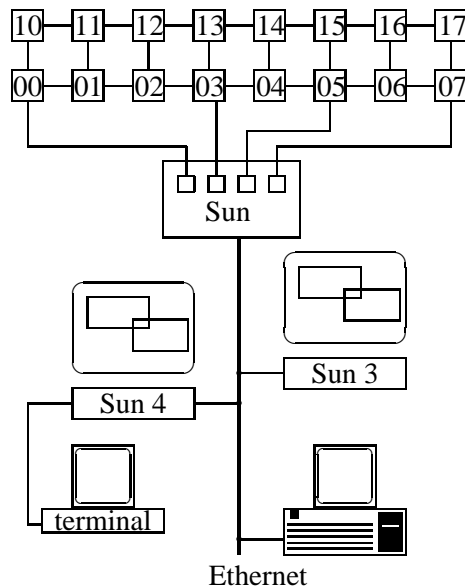 10 11 12 13 14 15 16 17
00 01 02 03 04 05 06 07
Sun
Sun 3
Sun 4
terminal
Ethernet